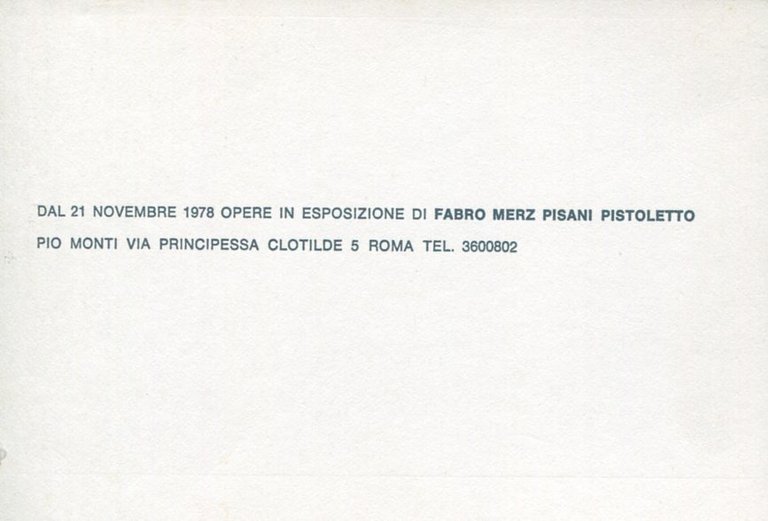 DAL 21 NOVEMBRE 1978 OPERE IN ESPOSIZIONE DI FABRO MERZ PISANI PISTOLETTO
PIO MONTI VIA PRINCIPESSA CLOTILDE 5 ROMA TEL. 3600802